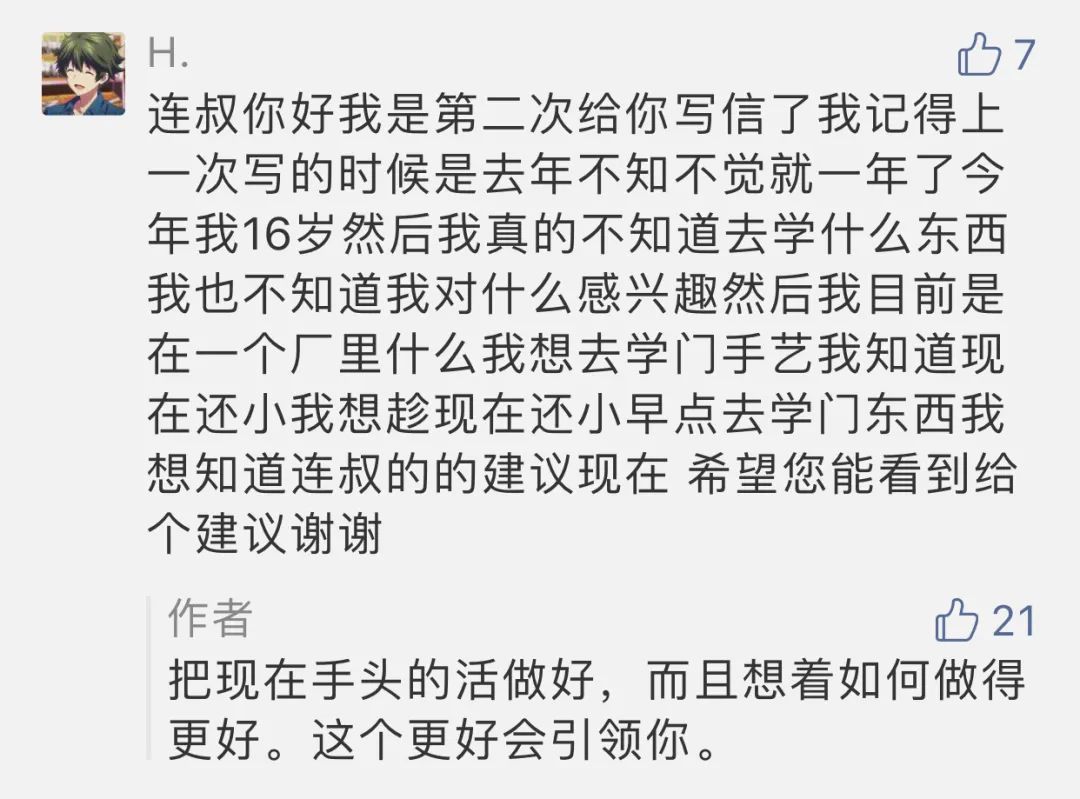 H.
7
连叔你好我是第二次给你写信了我记得上
一次写的时候是去年不知不觉就一年了今
年我16岁然后我真的不知道去学什么东西
我也不知道我对什么感兴趣然后我目前是
在一个厂里什么我想去学门手艺我知道现
在还小我想趁现在还小早点去学门东西我
想知道连叔的的建议现在 希望您能看到给
个建议谢谢
作者
21
把现在手头的活做好，而且想着如何做得
更好。这个更好会引领你。